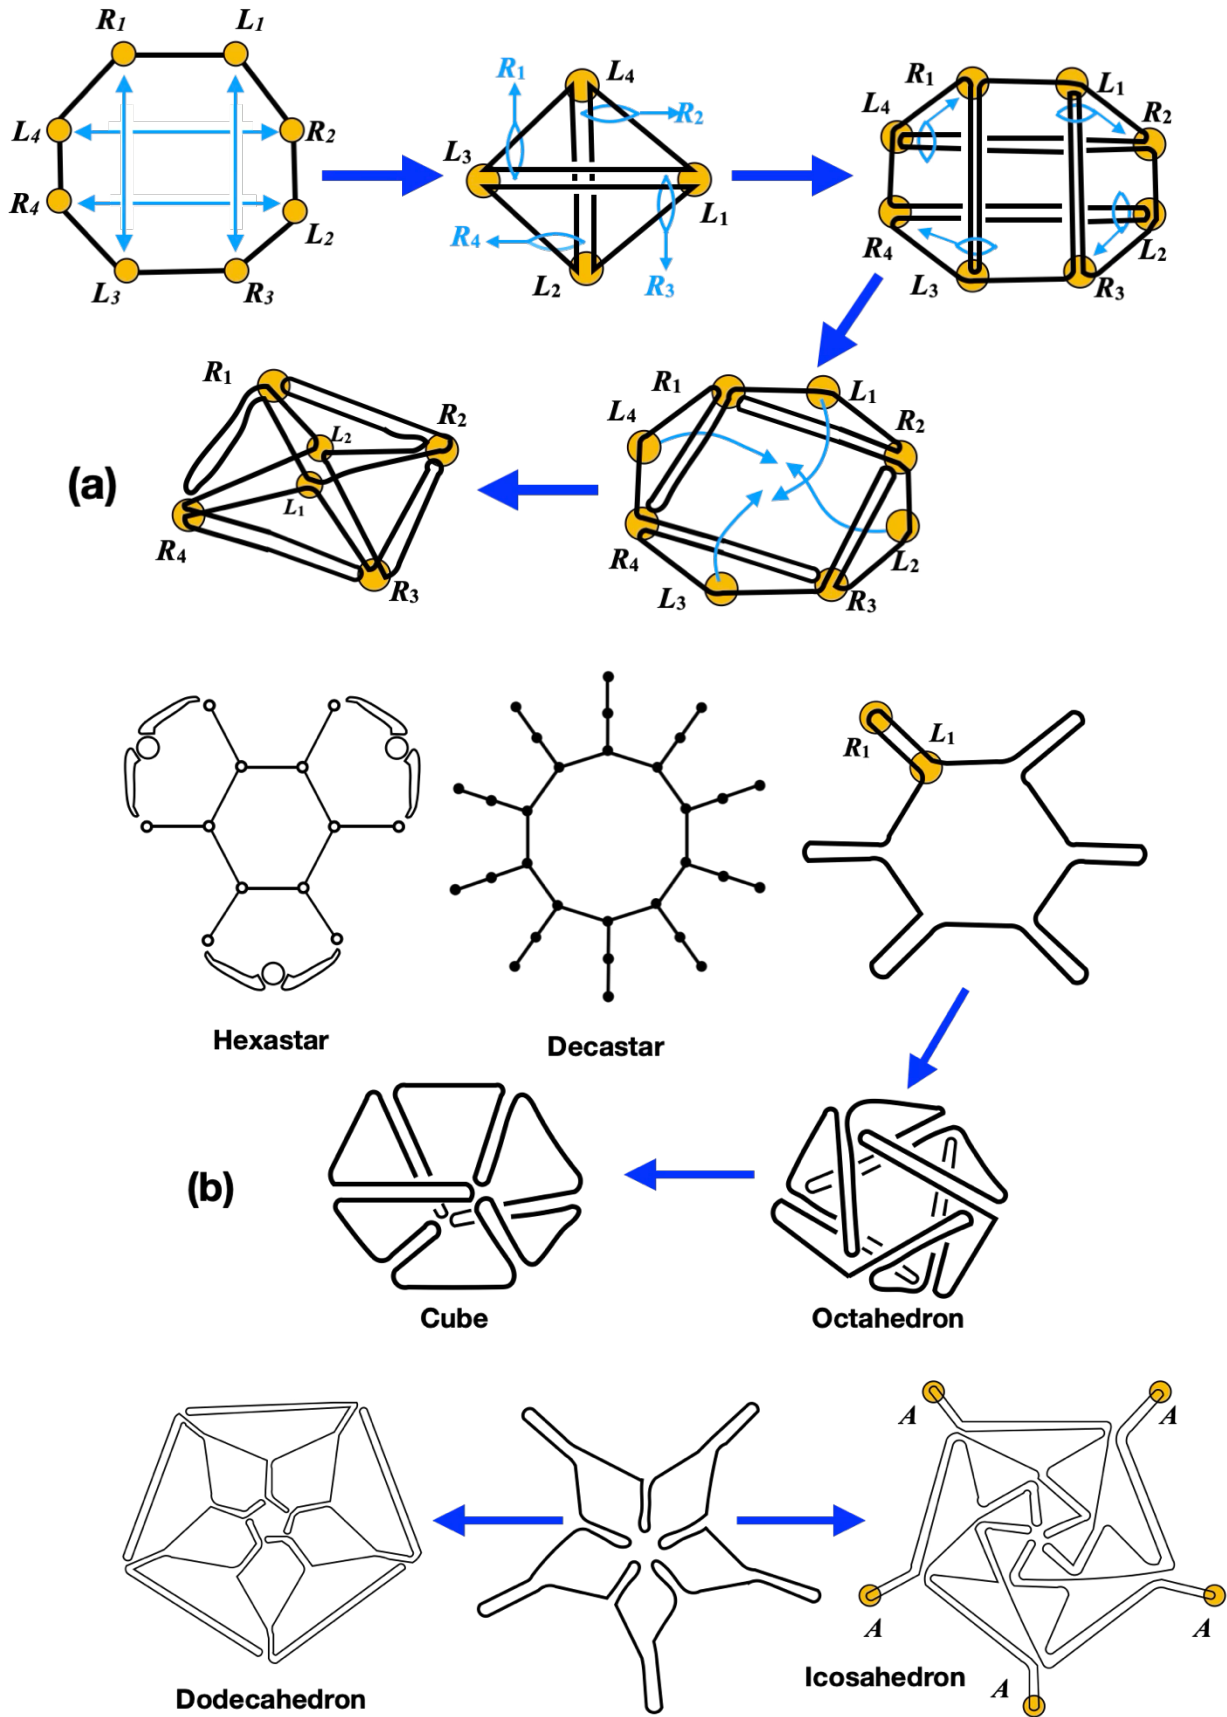 R1 L1
L4 R2
R4 L2
L3 R3
R1 L4
R2
L3 L1
R4 L2 R3
R1 L1
L4 R2
R4 L2
L3 R3
R1 L1
L4 R2
R4 L2
L3 R3
R1
R2
L2
L1
R4
R3
(a)
R1 L1
Hexastar
Decastar
(b)
Cube
Octahedron
A A
A A
A
Dodecahedron
Icosahedron